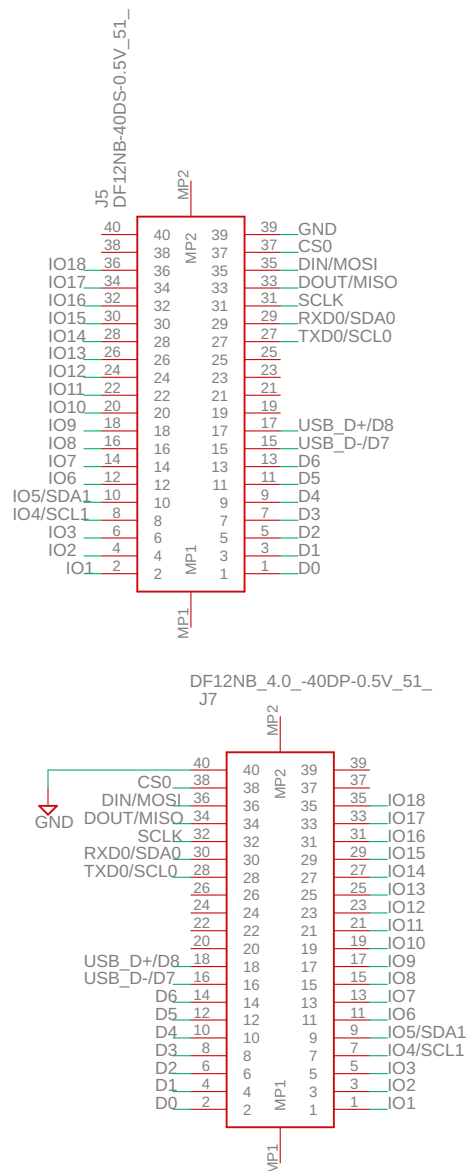 J5
DF12NB-40DS-0.5V_51_
MP2
40 40 MP2 39 39 GND
38 38 37 37 CS0
IO18 36 36 35 35 DIN/MOSI
IO17 34 34 33 33 DOUT/MISO
IO16 32 32 31 31 SCLK
IO15 30 30 29 29 RXD0/SDA0
IO14 28 28 27 27 TXD0/SCL0
IO13 26 26 25 25
IO12 24 24 23 23
IO11 22 22 21 21
IO10 20 20 19 19
IO9 18 18 17 17 USB_D+/D8
IO8 16 16 15 15 USB_D-/D7
IO7 14 14 13 13 D6
IO6 12 12 11 11 D5
IO5/SDA1 10 10 9 9 D4
IO4/SCL1 8 8 7 7 D3
IO3 6 6 5 5 D2
IO2 4 4 MP1 3 3 D1
IO1 2 2 1 1 D0
MP1
DF12NB_4.0_-40DP-0.5V_51_
J7
MP2
40 40 MP2 39 39
CS0 38 38 37 37
DIN/MOSI 36 36 35 35 IO18
GND DOUT/MISO 34 34 33 33 IO17
SCLK 32 32 31 31 IO16
RXD0/SDA0 30 30 29 29 IO15
TXD0/SCL0 28 28 27 27 IO14
26 26 25 25 IO13
24 24 23 23 IO12
22 22 21 21 IO11
20 20 19 19 IO10
USB_D+/D8 18 18 17 17 IO9
USB_D-/D7 16 16 15 15 IO8
D6 14 14 13 13 IO7
D5 12 12 11 11 IO6
D4 10 10 9 9 IO5/SDA1
D3 8 8 7 7 IO4/SCL1
D2 6 6 5 5 IO3
D1 4 4 MP1 3 3 IO2
D0 2 2 1 1 IO1
MP1